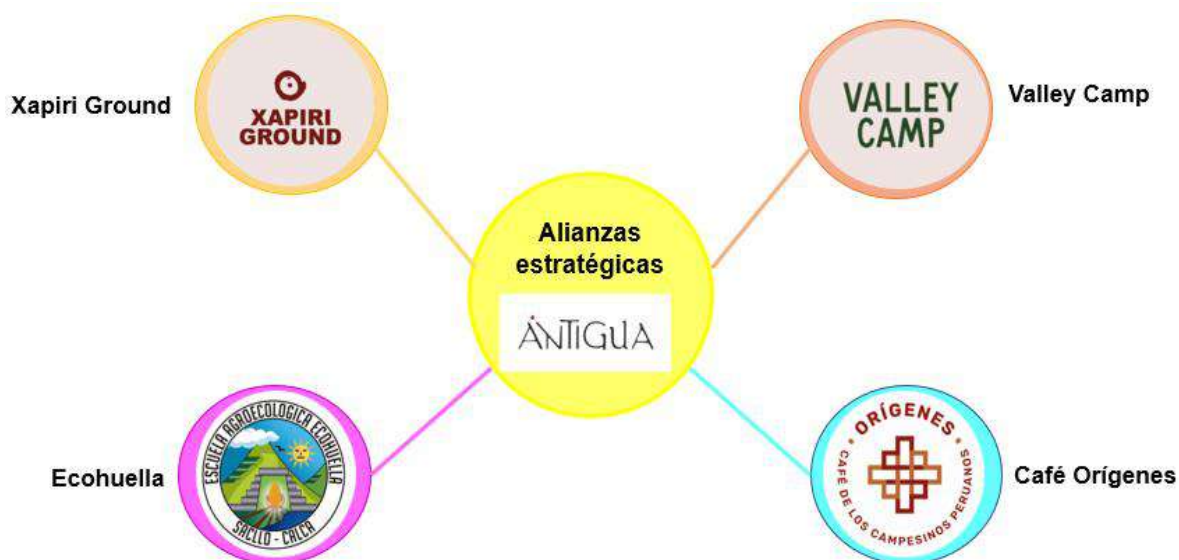 Xapiri Ground
XAPIRI
GROUND
VALLEY
CAMP
Valley Camp
Alianzas
estratégicas
ÁNTIGUA
Ecohuella
ESCUELA AGROECOLOGICA ECOHUELLA
SACLLO - CALCA
• ORÍGENES •
CAFÉ DE LOS CAMPESINOS PERUANOS
Café Orígenes